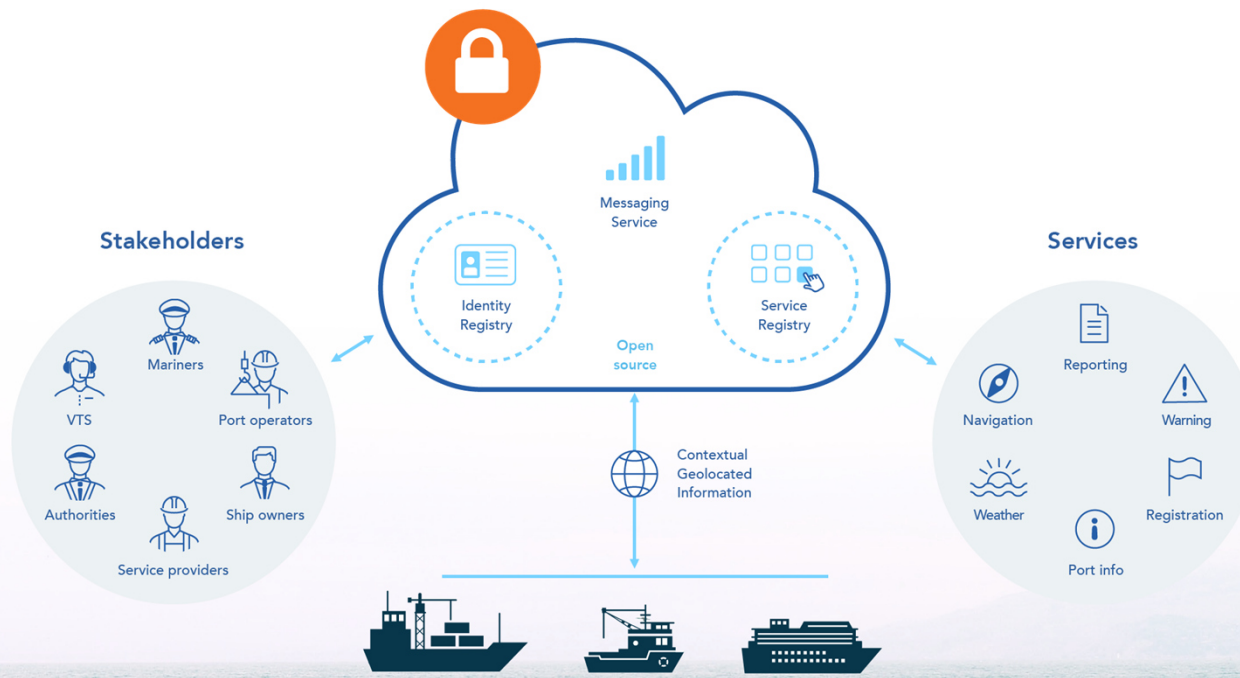 Messaging
Service
Identity
Registry
Service
Registry
Open
source
Stakeholders
Mariners
VTS
Port operators
Authorities
Ship owners
Service providers
Contextual
Geolocated
Information
Services
Reporting
Navigation
Warning
Weather
Registration
Port info